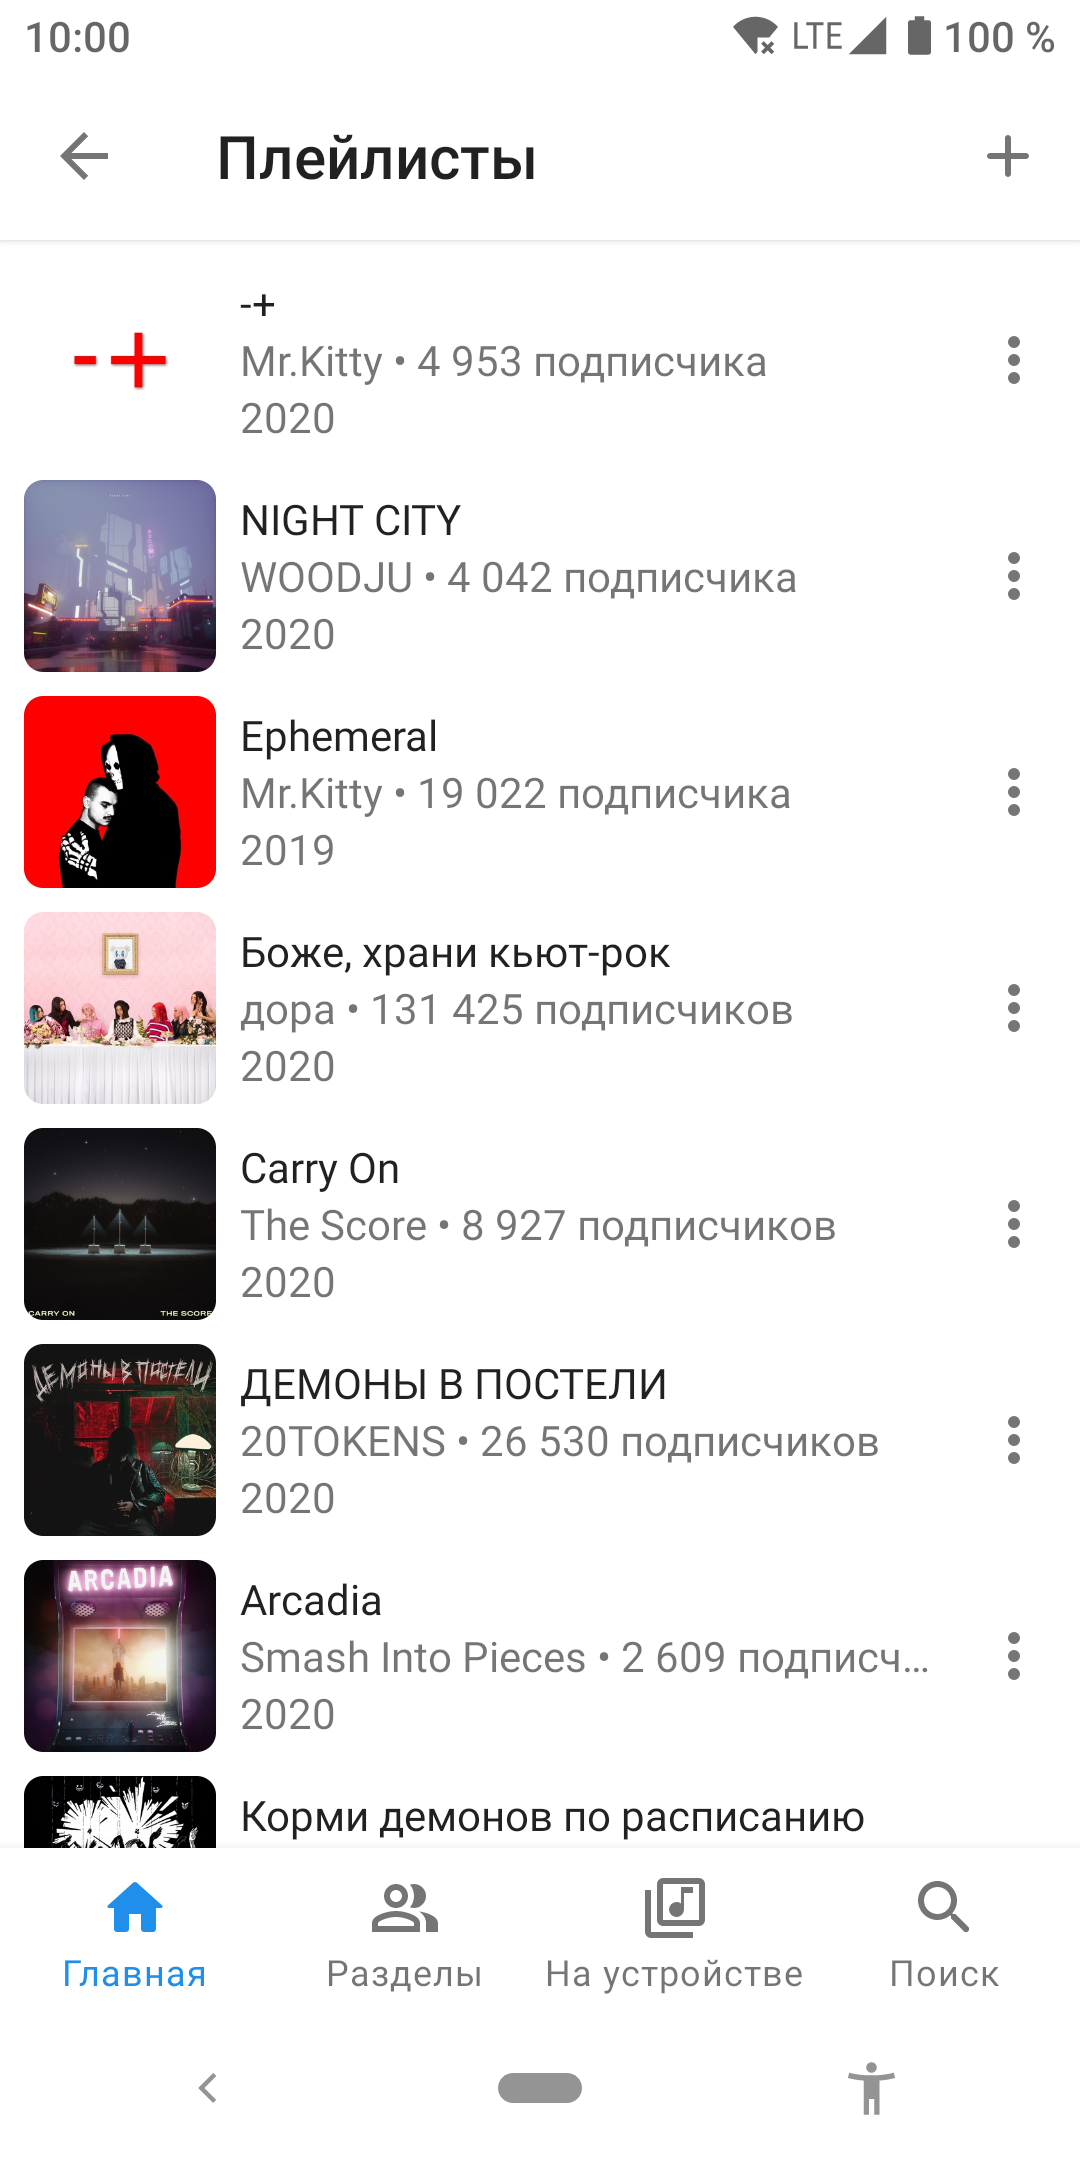 10:00
LTE 100 %
Плейлисты
-+
-+
Mr.Kitty • 4 953 подписчика
2020
NIGHT CITY
WOODJU • 4 042 подписчика
2020
Ephemeral
Mr.Kitty • 19 022 подписчика
2019
Боже, храни кьют-рок
дора • 131 425 подписчиков
2020
Carry On
The Score • 8 927 подписчиков
2020
CARRY ON THE SCORE
ДЕМОНЫ В ПОСТЕЛИ
ДЕМОНЫ В ПОСТЕЛИ
20TOKENS • 26 530 подписчиков
2020
ARCADIA
Arcadia
Smash Into Pieces • 2 609 подписч…
2020
Корми демонов по расписанию
Главная
Разделы
На устройстве
Поиск